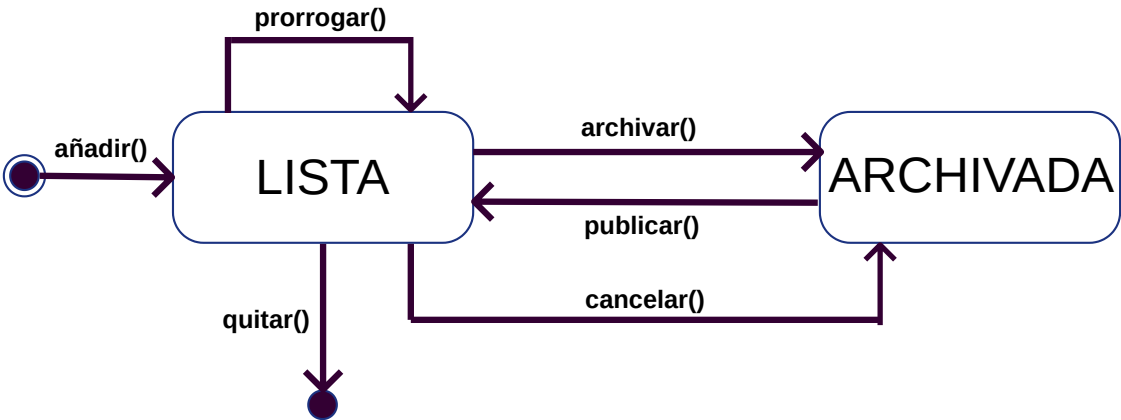 prorrogar()
añadir()
LISTA
archivar()
ARCHIVADA
publicar()
cancelar()
quitar()